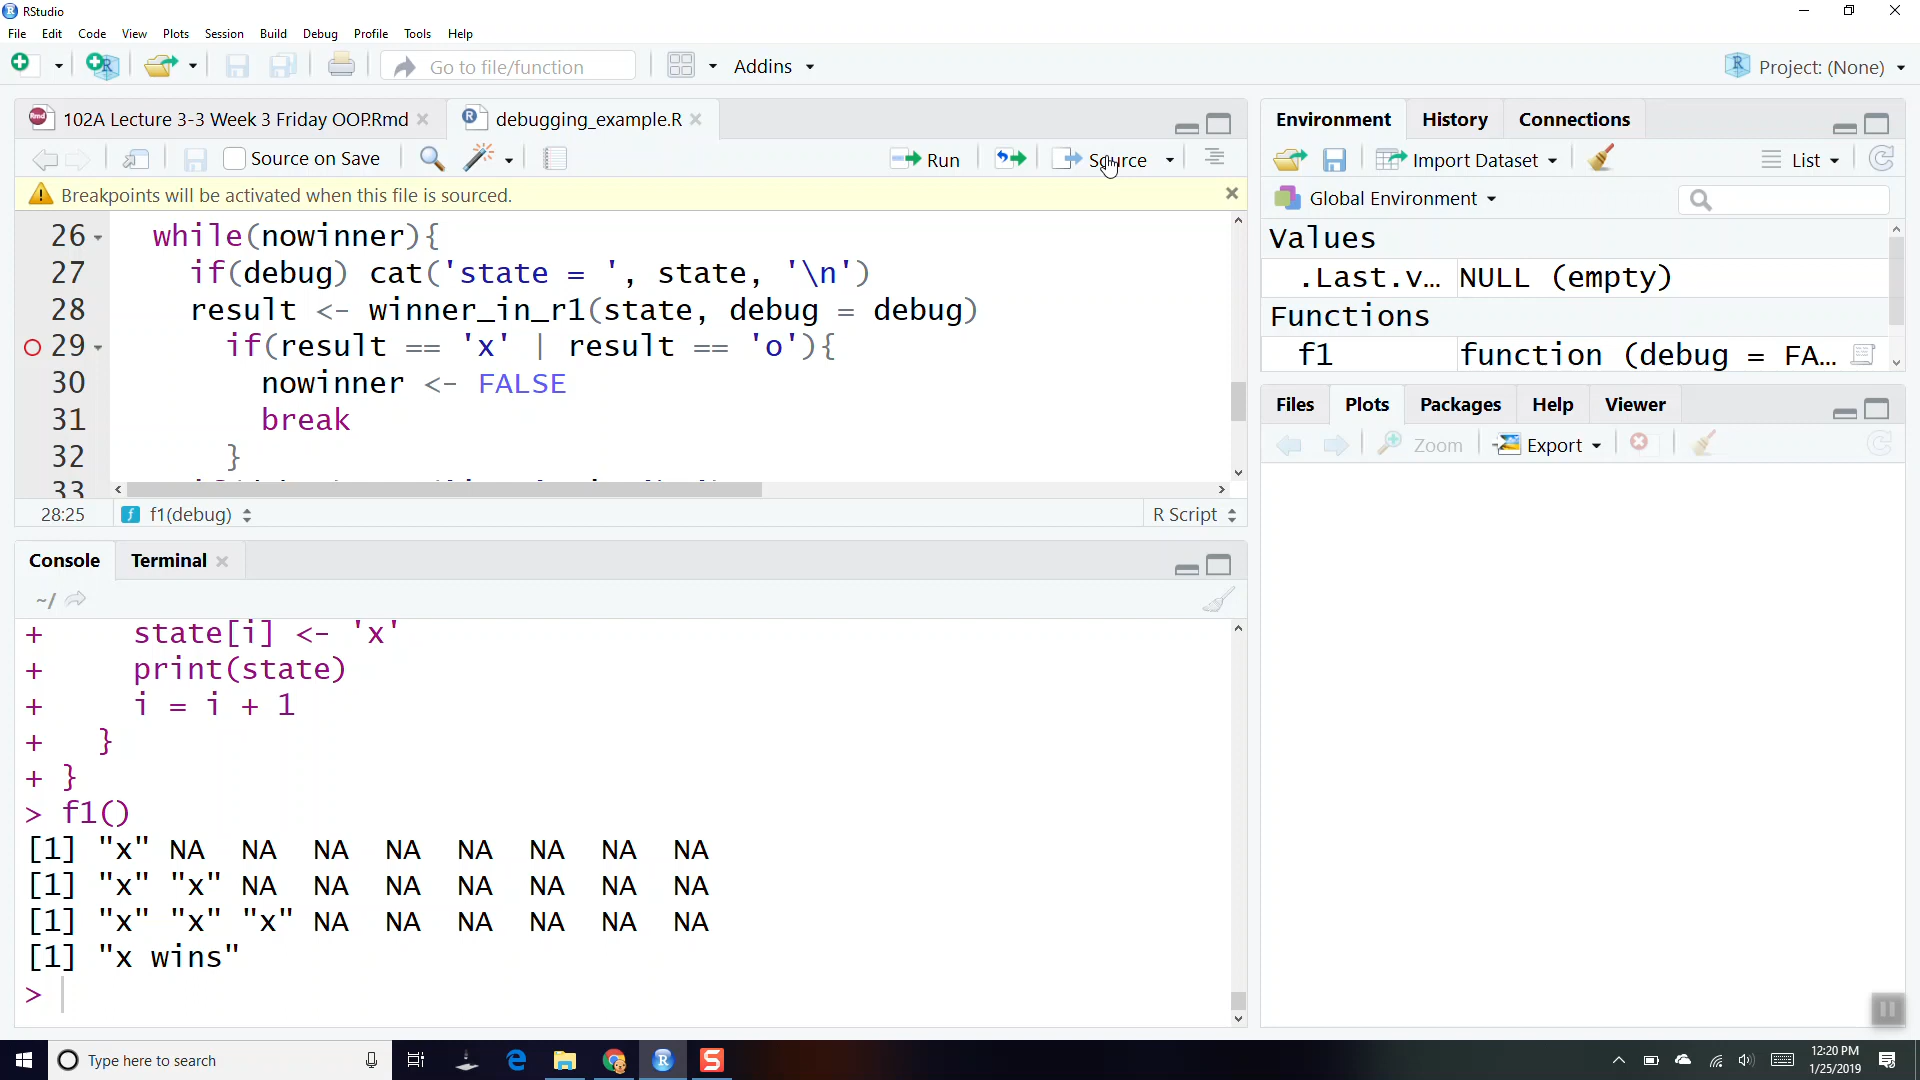 RStudio
File Edit Code View Plots Session Build Debug Profile Tools Help
Go to file/function Addins Project: (None)
102A Lecture 3-3 Week 3 Friday OOP.Rmd debugging_example.R
Source on Save Run Source
Breakpoints will be activated when this file is sourced.
26 while(nowinner){
27 if(debug) cat('state = ', state, '\n')
28 result <- winner_in_r1(state, debug = debug)
29 if(result == 'x' | result == 'o'){
30 nowinner <- FALSE
31 break
32 }
33
28:25 f1(debug) R Script
Console Terminal
~/
+ state[i] <- 'x'
+ print(state)
+ i = i + 1
+ }
+ }
> f1()
[1] "x" NA NA NA NA NA NA NA NA
[1] "x" "x" NA NA NA NA NA NA NA
[1] "x" "x" "x" NA NA NA NA NA NA
[1] "x wins"
>
Environment History Connections
Import Dataset List
Global Environment
Values
.Last.v... NULL (empty)
Functions
f1 function (debug = FA...
Files Plots Packages Help Viewer
Zoom Export
Type here to search
12:20 PM
1/25/2019